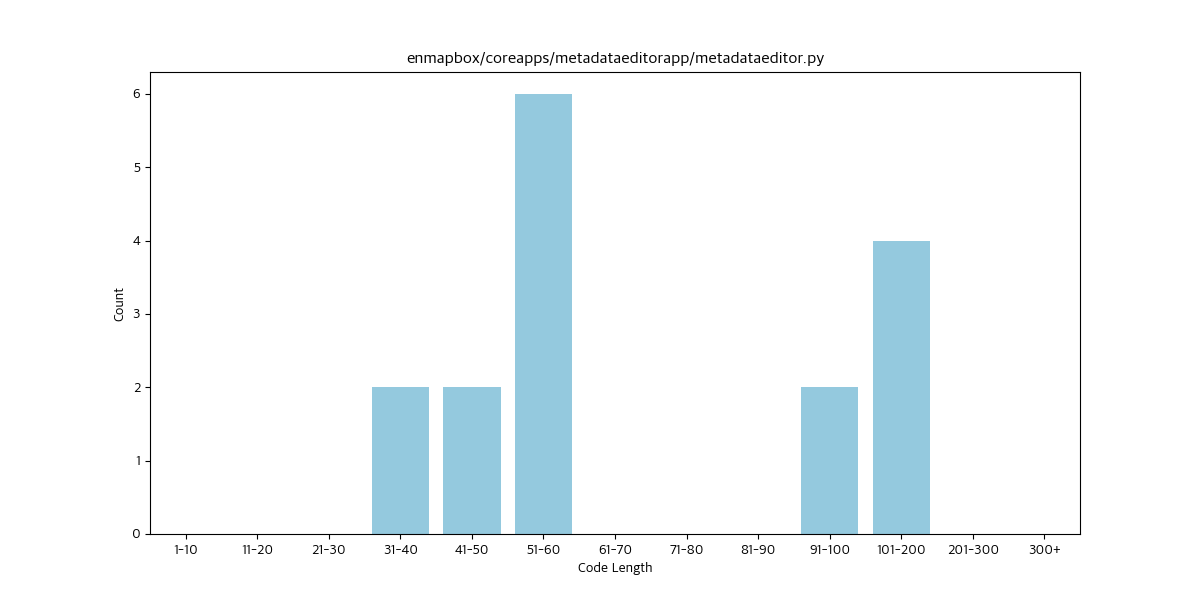 enmapbox/coreapps/metadataeditorapp/metadataeditor.py
6
5
4
3
2
1
0
Count
1-10 11-20 21-30 31-40 41-50 51-60 61-70 71-80 81-90 91-100 101-200 201-300 300+
Code Length